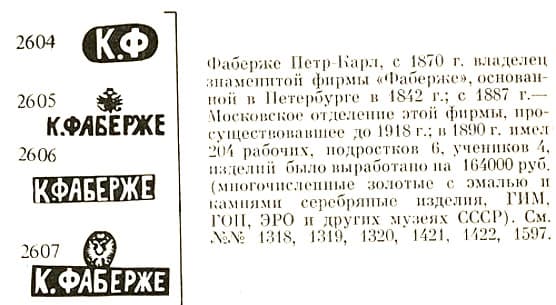 2604
К.Ф
2605
К.ФАБЕРЖЕ
2606
К.ФАБЕРЖЕ
2607
К.ФАБЕРЖЕ
Фаберже Петр-Карл, с 1870 г. владелец
знаменитой фирмы «Фаберже», основан-
ной в Петербурге в 1842 г.; с 1887 г.—
Московское отделение этой фирмы, про-
существовавшее до 1918 г.; в 1890 г. имел
204 рабочих, подростков 6, учеников 4,
изделий было выработано на 164000 руб.
(многочисленные золотые с эмалью и
камнями серебряные изделия, ГИМ,
ГОП, ЭРО и других музеях СССР). См.
№№ 1318, 1319, 1320, 1421, 1422, 1597.